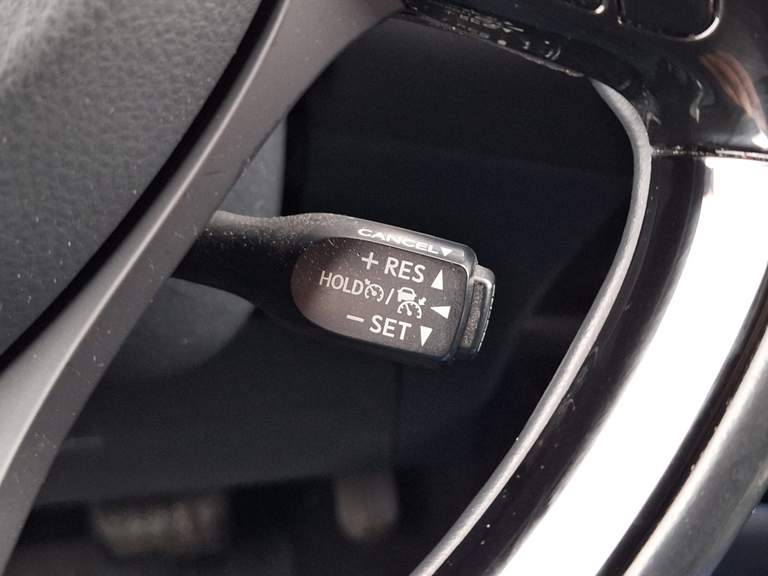 CANCEL▼
+ RES ▲
HOLD / ◀
− SET ▼